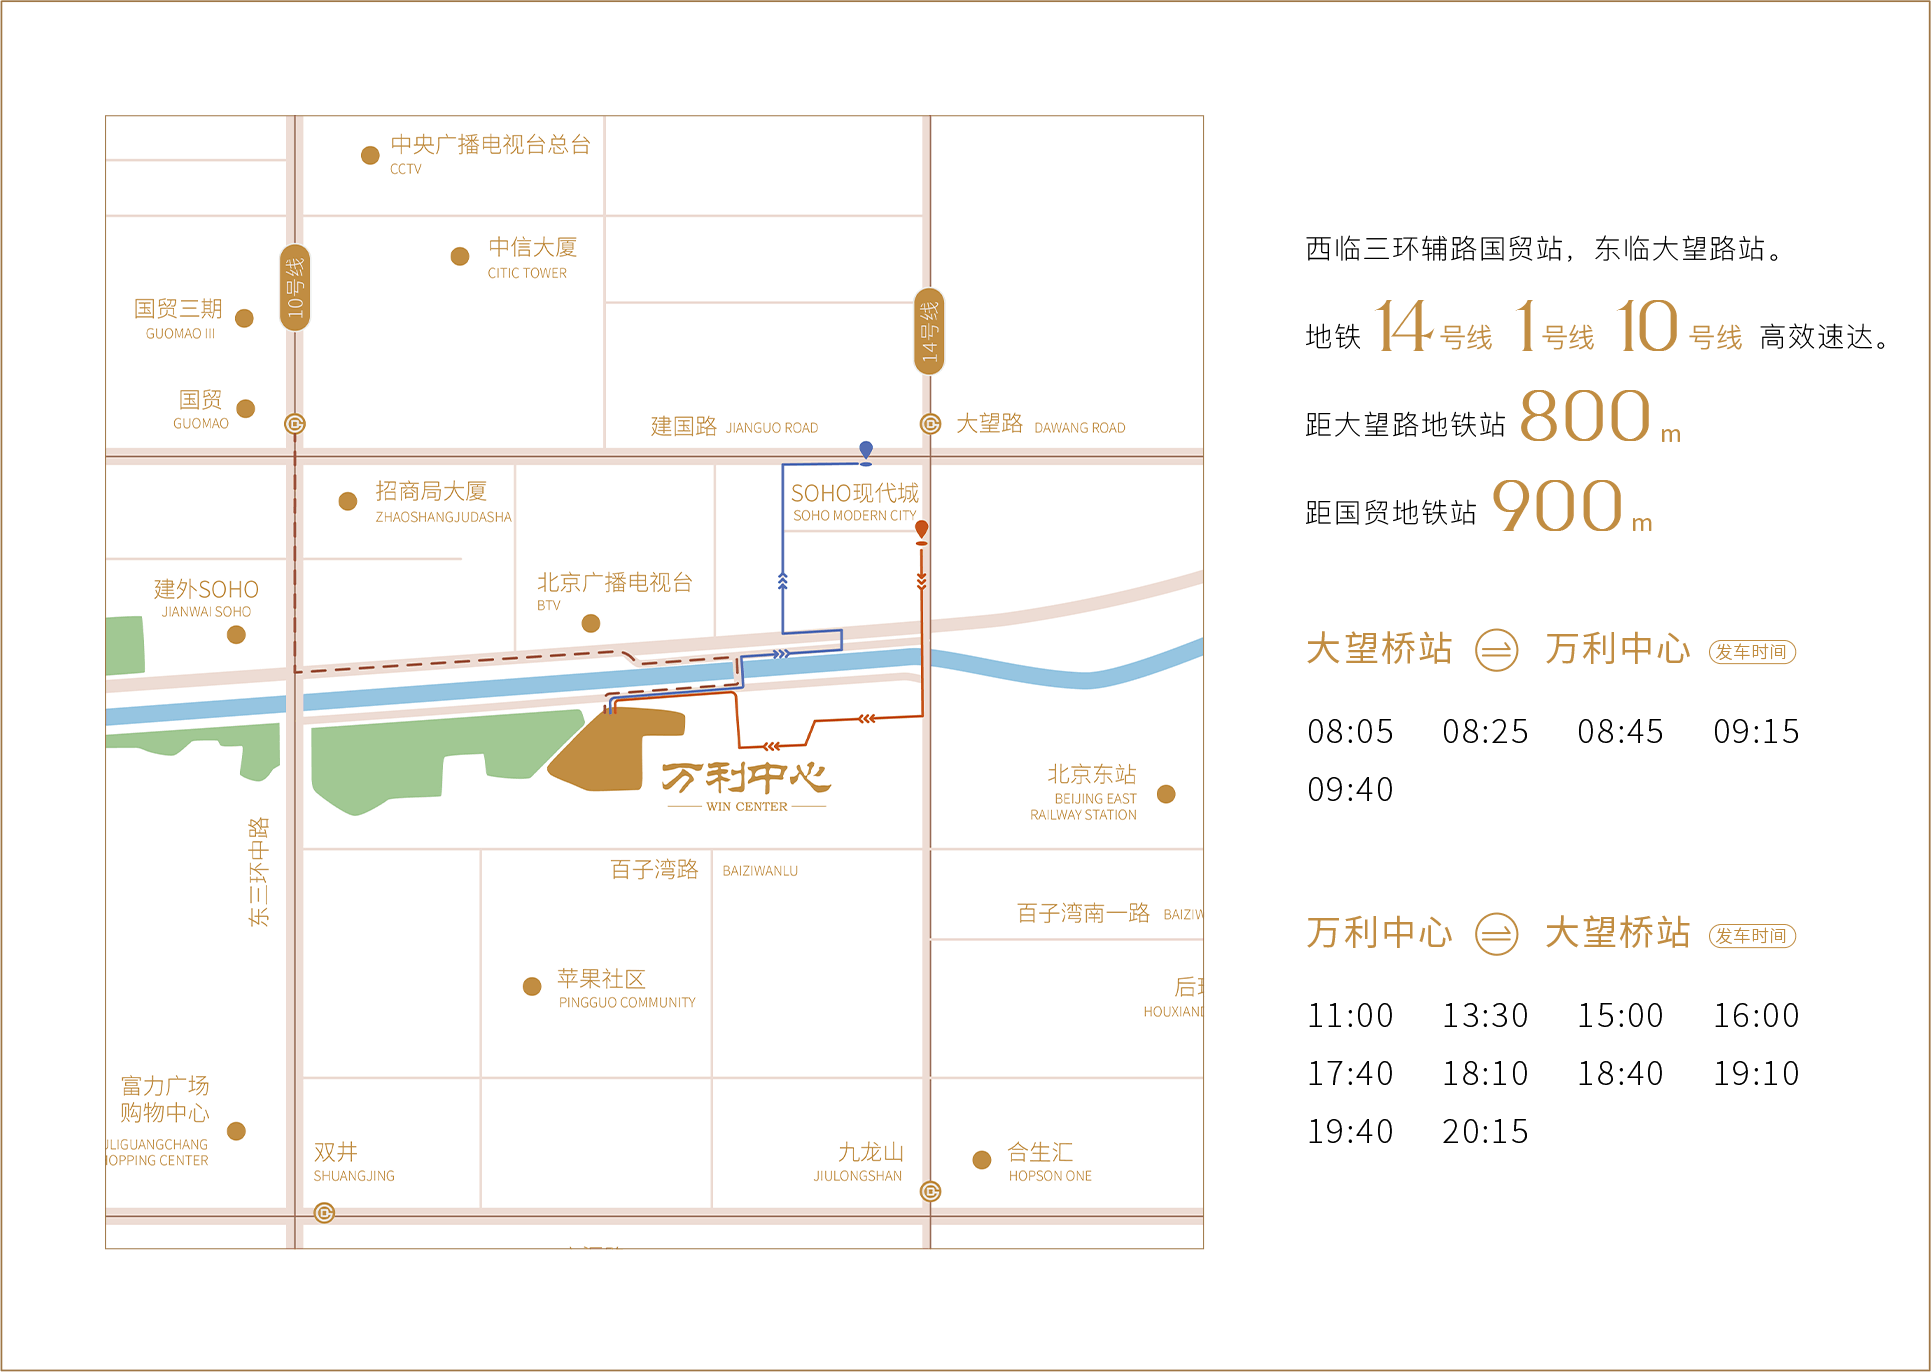 中央广播电视台总台
CCTV
中信大厦
CITIC TOWER
10号线
国贸三期
GUOMAO III
14号线
国贸
GUOMAO
建国路 JIANGUO ROAD
大望路 DAWANG ROAD
招商局大厦
ZHAOSHANGJUDASHA
SOHO现代城
SOHO MODERN CITY
建外SOHO
JIANWAI SOHO
北京广播电视台
BTV
万利中心
WIN CENTER
北京东站
BEIJING EAST
RAILWAY STATION
东三环中路
百子湾路 BAIZIWANLU
百子湾南一路 BAIZIW
苹果社区
PINGGUO COMMUNITY
后
HOUXIAN
富力广场
购物中心
LIGUANGCHANG
OPPING CENTER
双井
SHUANGJING
九龙山
JIULONGSHAN
合生汇
HOPSON ONE
西临三环辅路国贸站，东临大望路站。
地铁 14号线 1号线 10号线 高效速达。
距大望路地铁站 800 m
距国贸地铁站 900 m
大望桥站 ⇌ 万利中心 发车时间
08:05 08:25 08:45 09:15
09:40
万利中心 ⇌ 大望桥站 发车时间
11:00 13:30 15:00 16:00
17:40 18:10 18:40 19:10
19:40 20:15